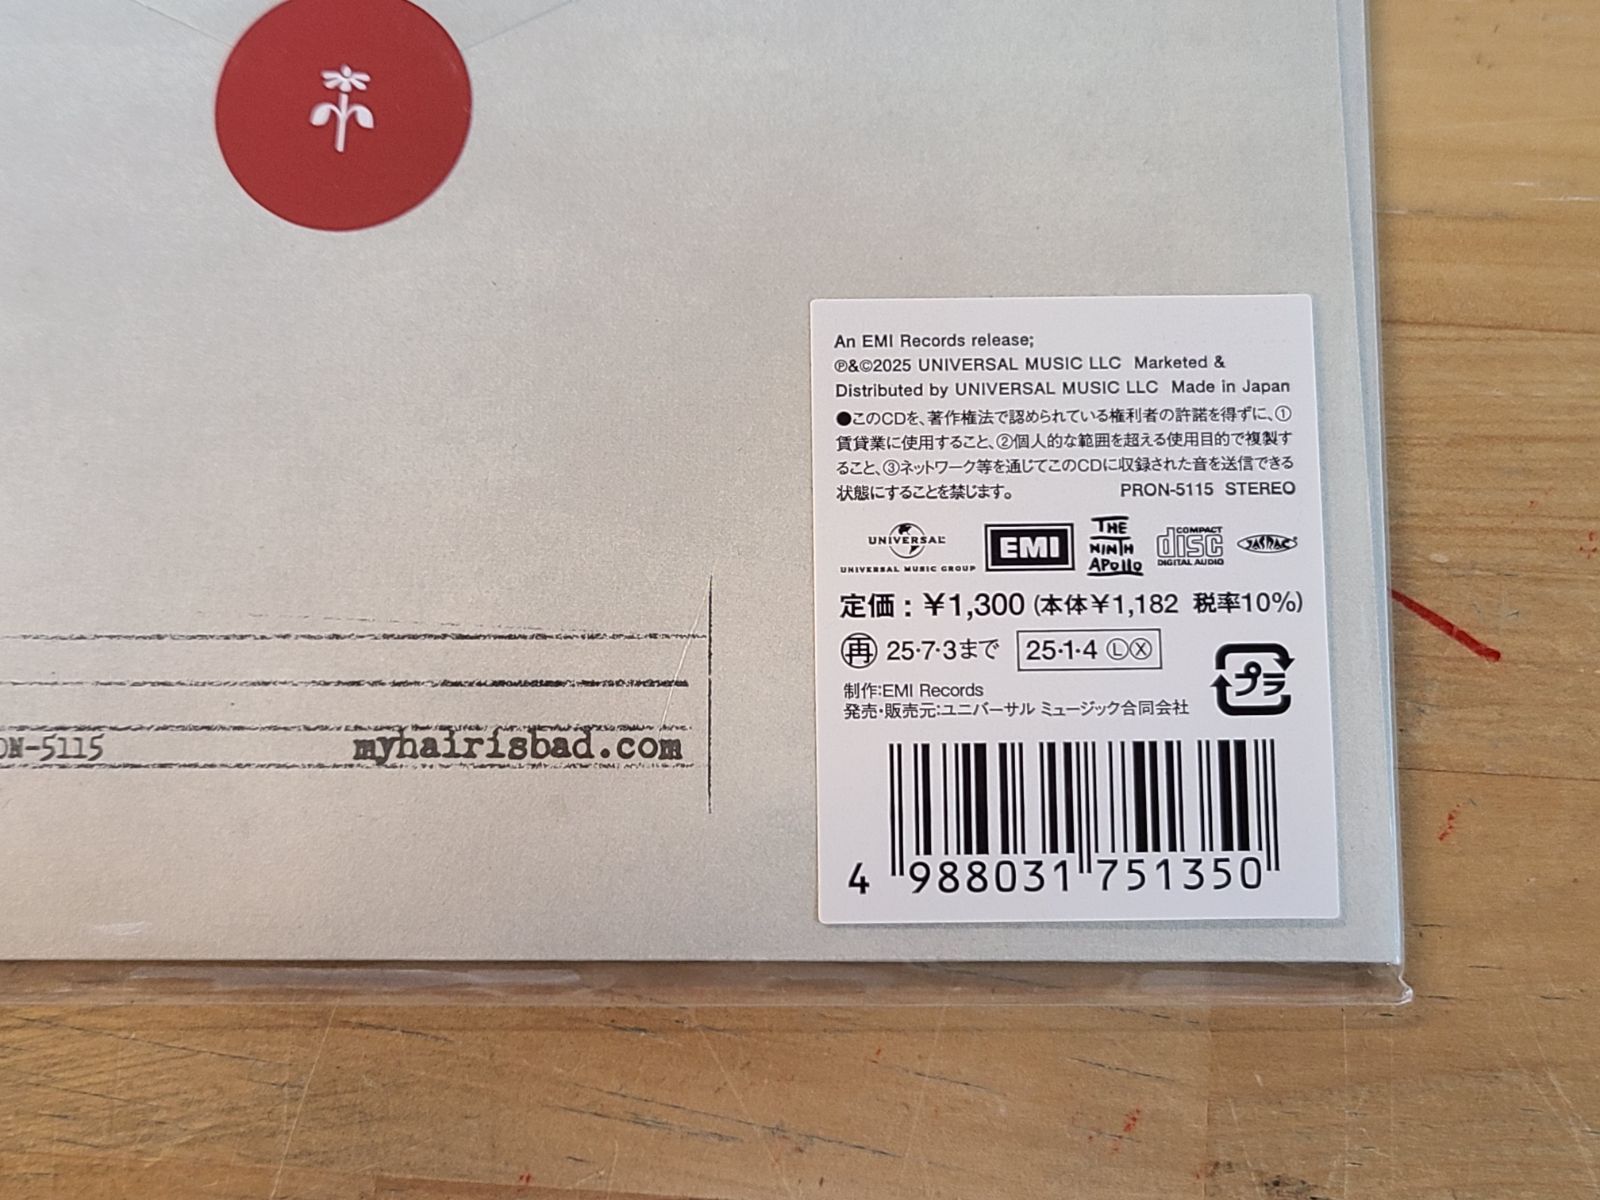 An EMI Records release;
℗&©2025 UNIVERSAL MUSIC LLC Marketed &
Distributed by UNIVERSAL MUSIC LLC Made in Japan
●このCDを、著作権法で認められている権利者の許諾を得ずに、①
賃貸業に使用すること、②個人的な範囲を超える使用目的で複製す
ること、③ネットワーク等を通じてこのCDに収録された音を送信できる
状態にすることを禁じます。 PRON-5115 STEREO
UNIVERSAL
UNIVERSAL MUSIC GROUP
EMI
THE
NINTH
APOLLO
COMPACT
disc
DIGITAL AUDIO
JASRAC
定価：￥1,300 (本体￥1,182 税率10%)
再 25・7・3まで 25・1・4 ⓁⓍ
プラ
制作:EMI Records
発売・販売元:ユニバーサル ミュージック合同会社
ON-5115 myhairisbad.com
4 988031 751350